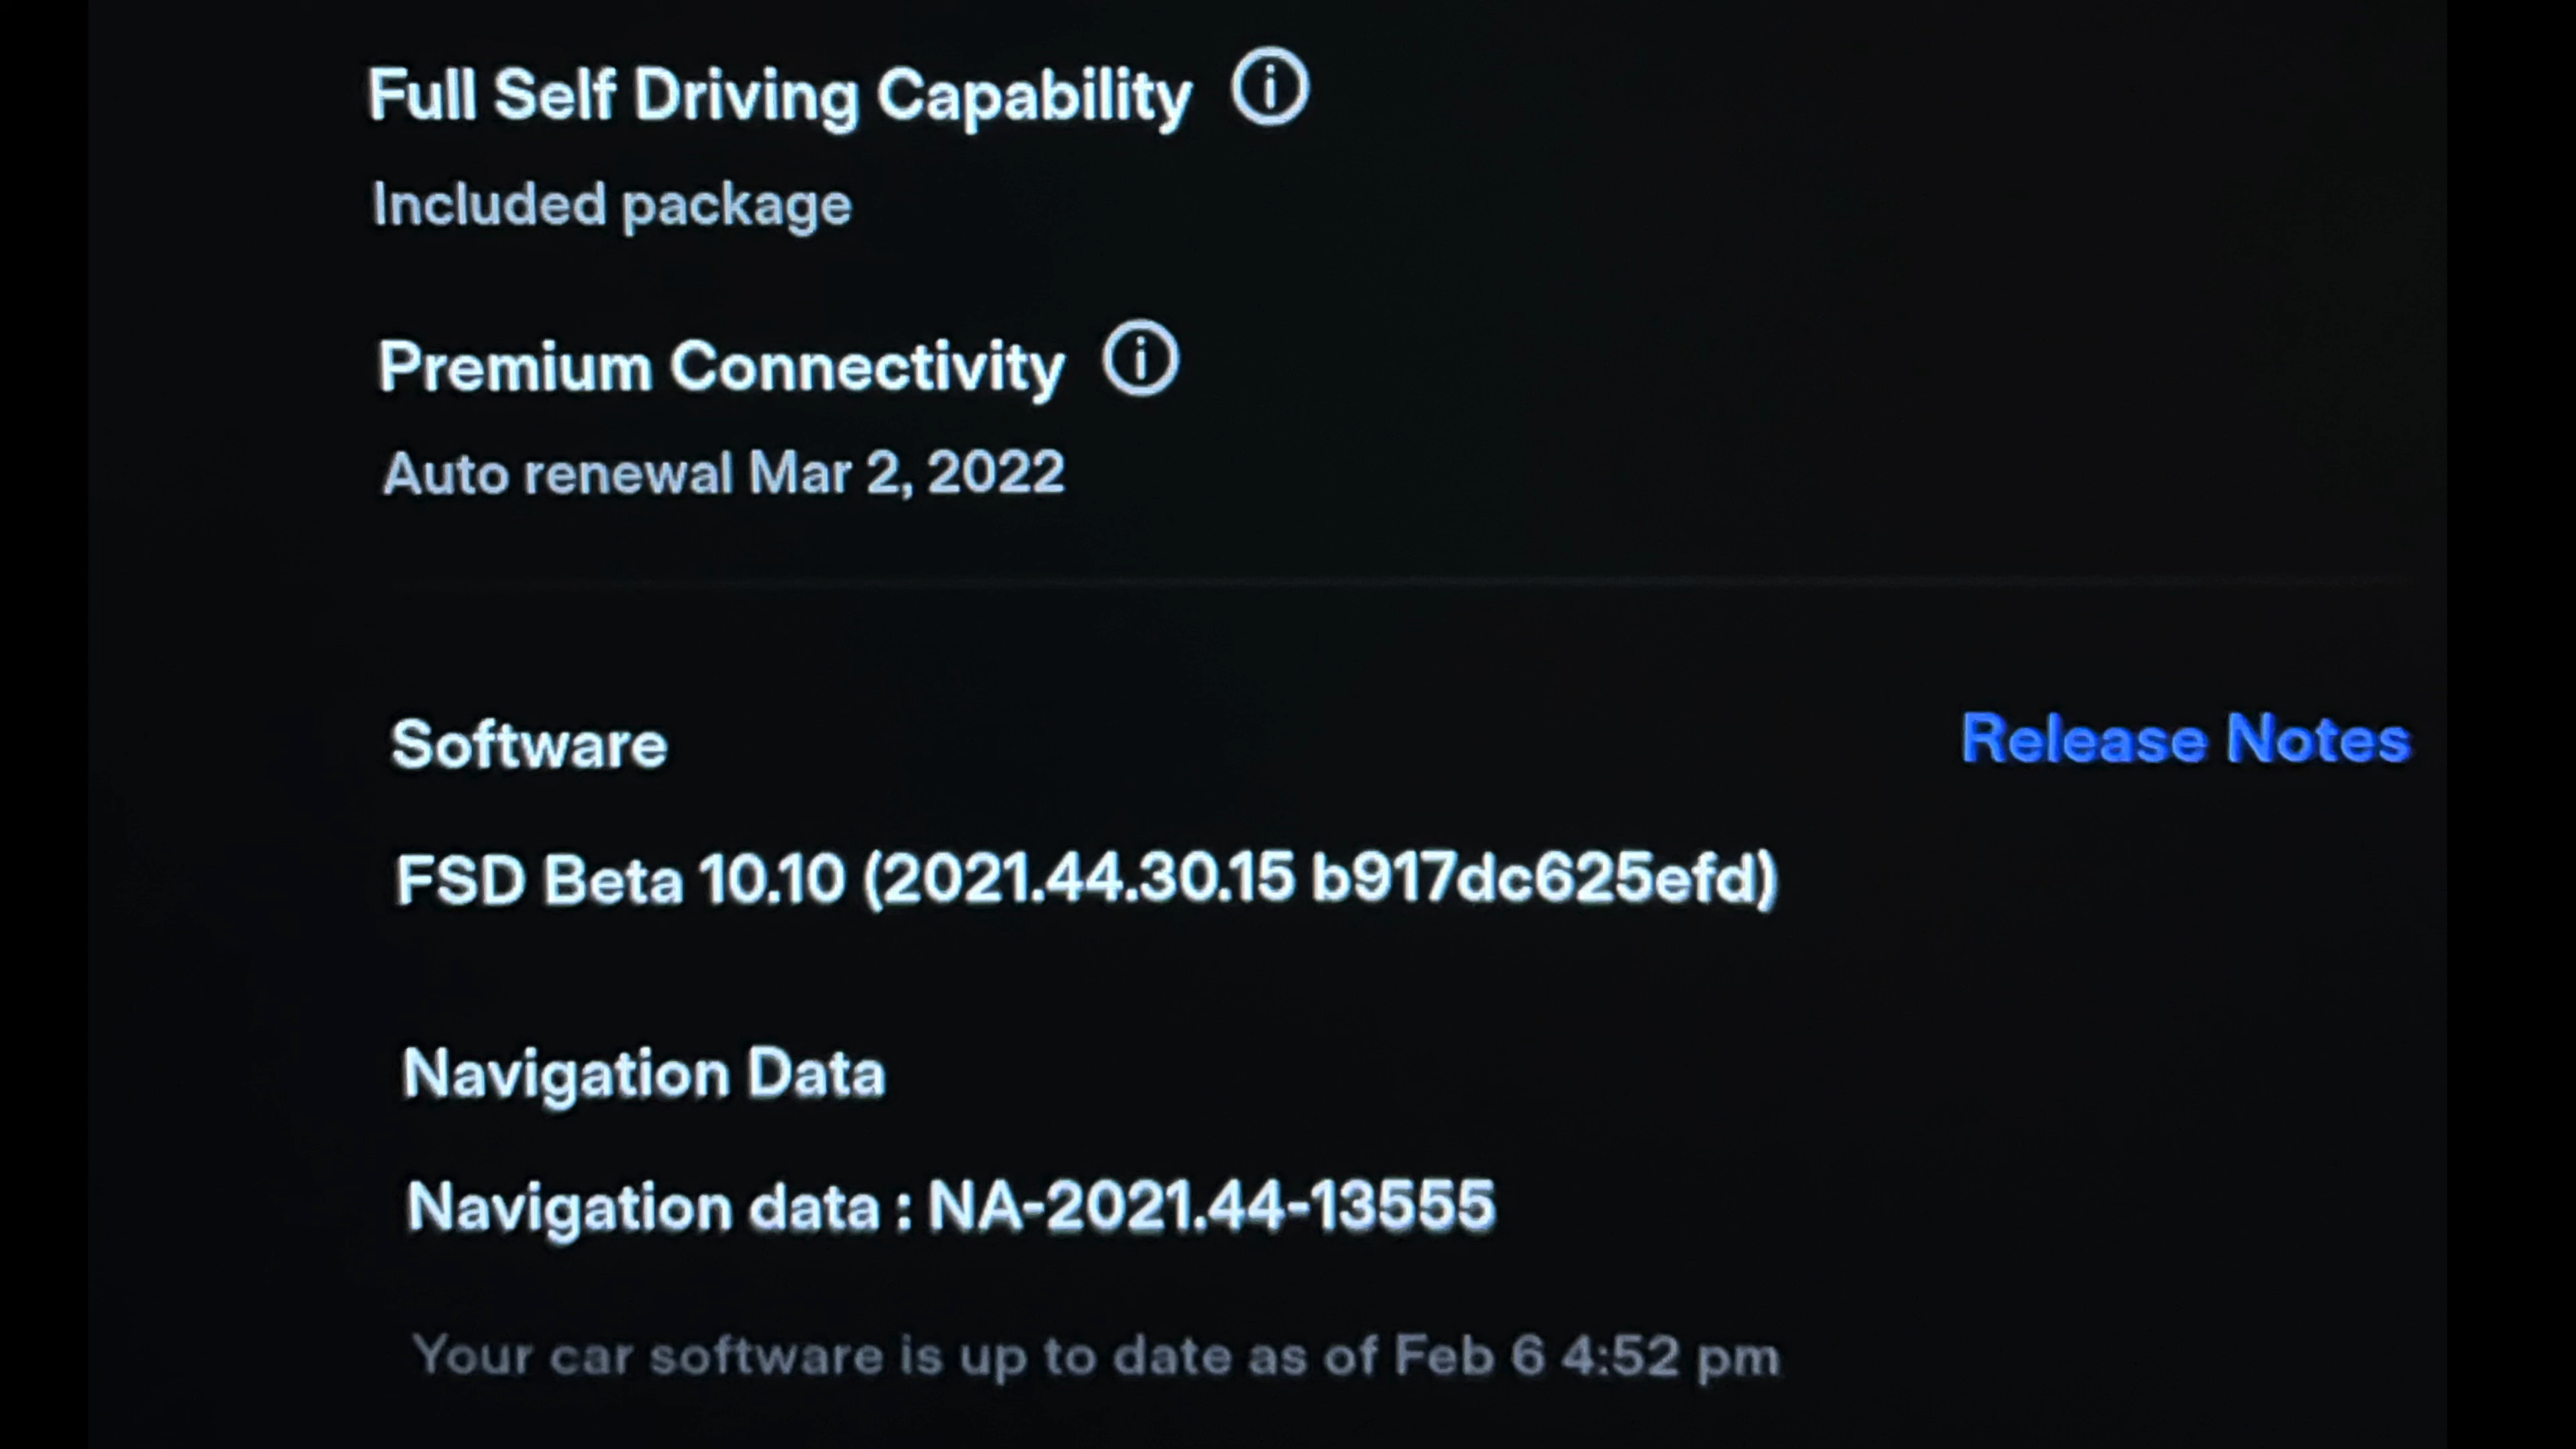 Full Self Driving Capability
Included package
Premium Connectivity
Auto renewal Mar 2, 2022
Software
Release Notes
FSD Beta 10.10 (2021.44.30.15 b917dc625efd)
Navigation Data
Navigation data : NA-2021.44-13555
Your car software is up to date as of Feb 6 4:52 pm